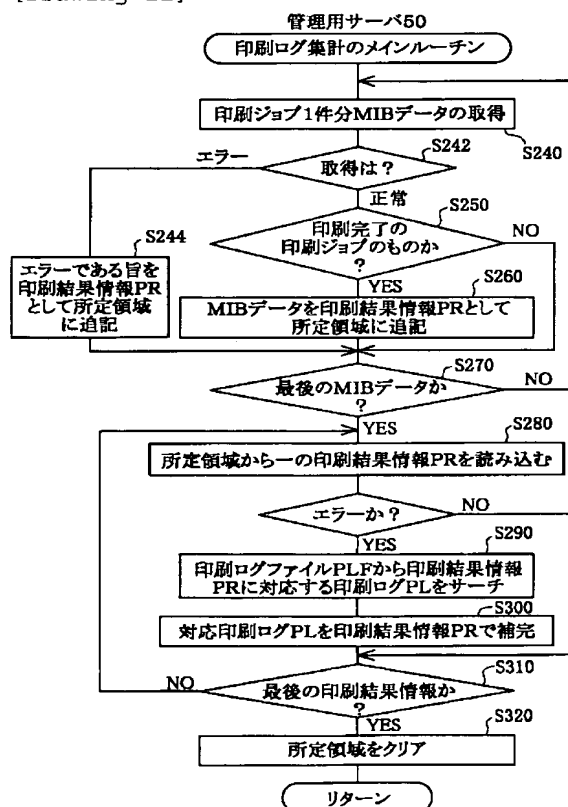 管理用サーバ50
印刷ログ集計のメインルーチン
印刷ジョブ1件分MIBデータの取得
S240
S242
エラー
取得は?
正常
S250
印刷完了の
印刷ジョブのものか
?
NO
S244
エラーである旨を
印刷結果情報PR
として所定領域
に追記
YES
S260
MIBデータを印刷結果情報PRとして
所定領域に追記
S270
最後のMIBデータか
?
NO
YES
S280
所定領域から一の印刷結果情報PRを読み込む
エラーか?
NO
YES
S290
印刷ログファイルPLFから印刷結果情報
PRに対応する印刷ログPLをサーチ
S300
対応印刷ログPLを印刷結果情報PRで補完
S310
NO
最後の印刷結果情報か
?
YES
S320
所定領域をクリア
リターン